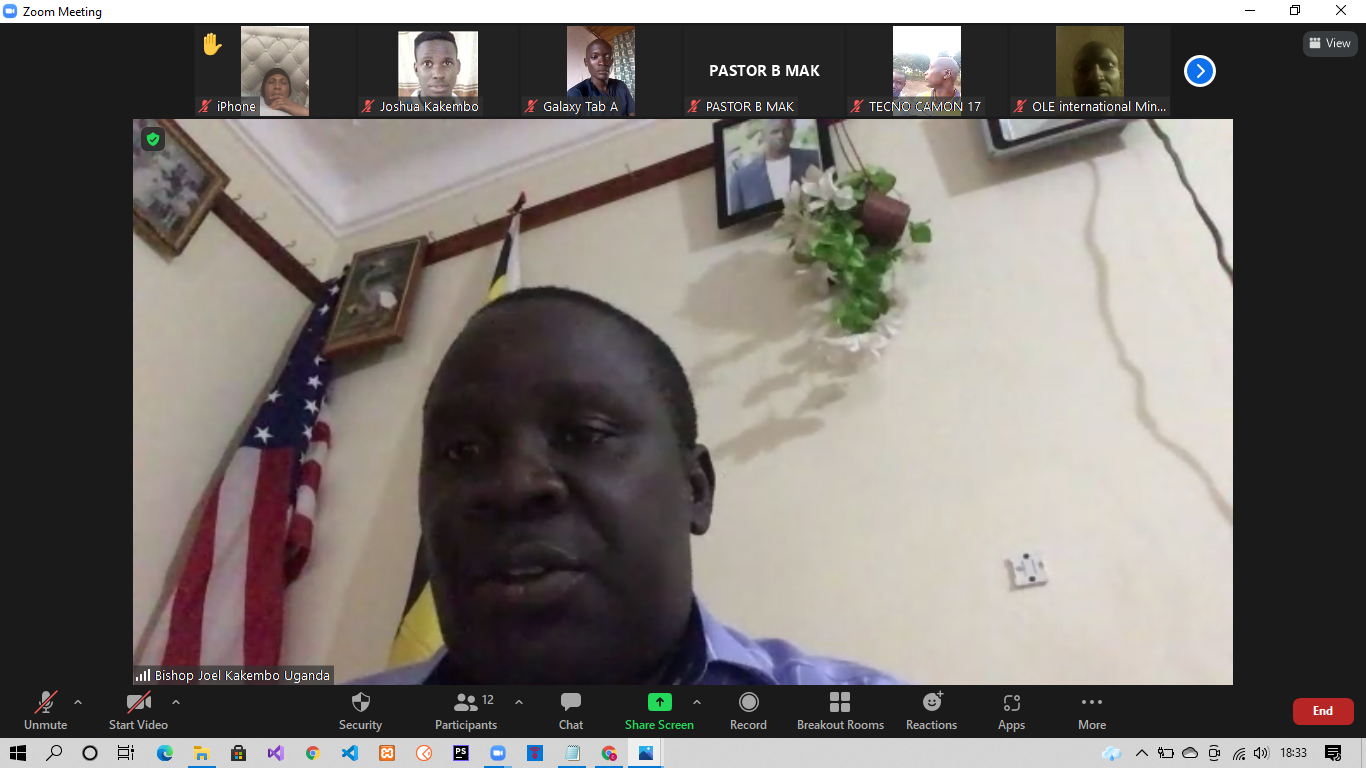 Zoom Meeting
View
iPhone
Joshua Kakembo
Galaxy Tab A
PASTOR B MAK
PASTOR B MAK
TECNO CAMON 17
OLE international Min...
Bishop Joel Kakembo Uganda
Unmute
Start Video
Security
Participants
12
Chat
Share Screen
Record
Breakout Rooms
Reactions
Apps
More
End
PS
18:33